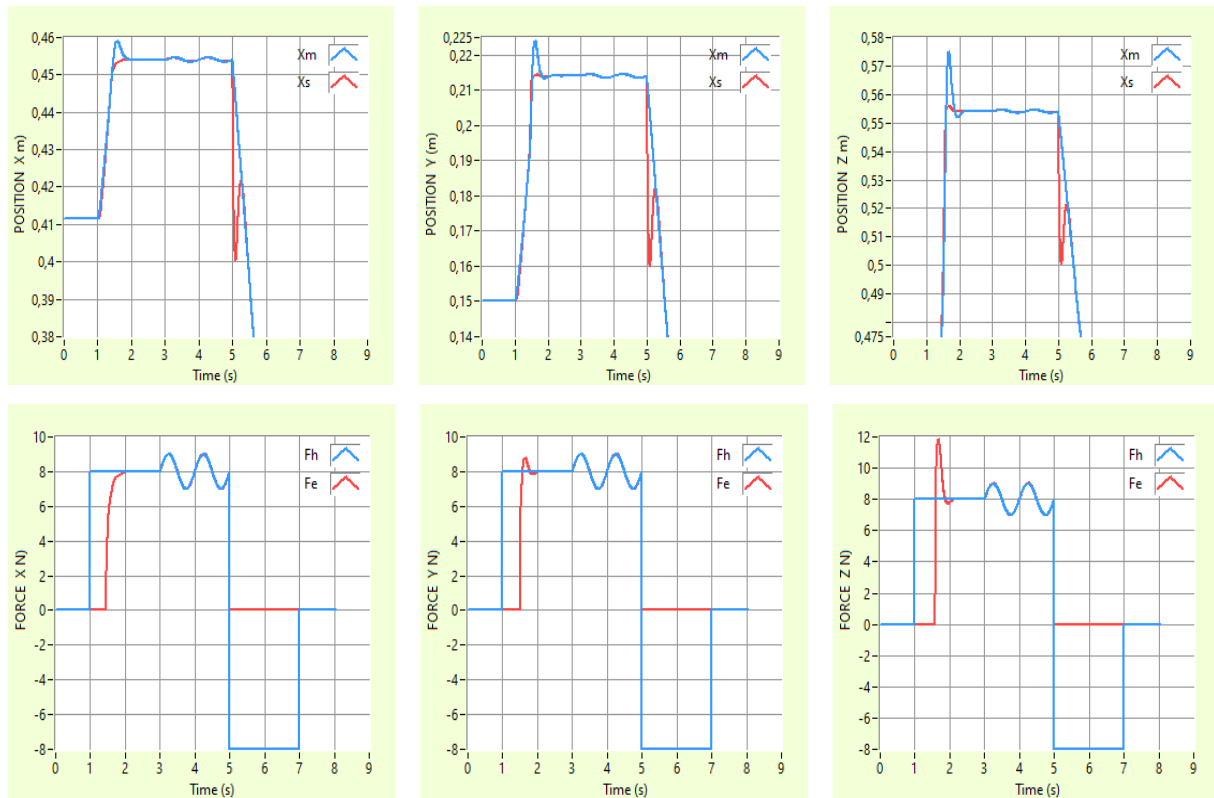 POSITION X m)
0,46
0,45
0,44
0,43
0,42
0,41
0,4
0,39
0,38
Xm
Xs
0 1 2 3 4 5 6 7 8 9
Time (s)
POSITION Y (m)
0,225
0,22
0,21
0,2
0,19
0,18
0,17
0,16
0,15
0,14
Xm
Xs
0 1 2 3 4 5 6 7 8 9
Time (s)
POSITION Z m)
0,58
0,57
0,56
0,55
0,54
0,53
0,52
0,51
0,5
0,49
0,475
Xm
Xs
0 1 2 3 4 5 6 7 8 9
Time (s)
FORCE X N)
10
8
6
4
2
0
-2
-4
-6
-8
Fh
Fe
0 1 2 3 4 5 6 7 8 9
Time (s)
FORCE Y N)
10
8
6
4
2
0
-2
-4
-6
-8
Fh
Fe
0 1 2 3 4 5 6 7 8 9
Time (s)
FORCE Z N)
12
10
8
6
4
2
0
-2
-4
-6
-8
Fh
Fe
0 1 2 3 4 5 6 7 8 9
Time (s)